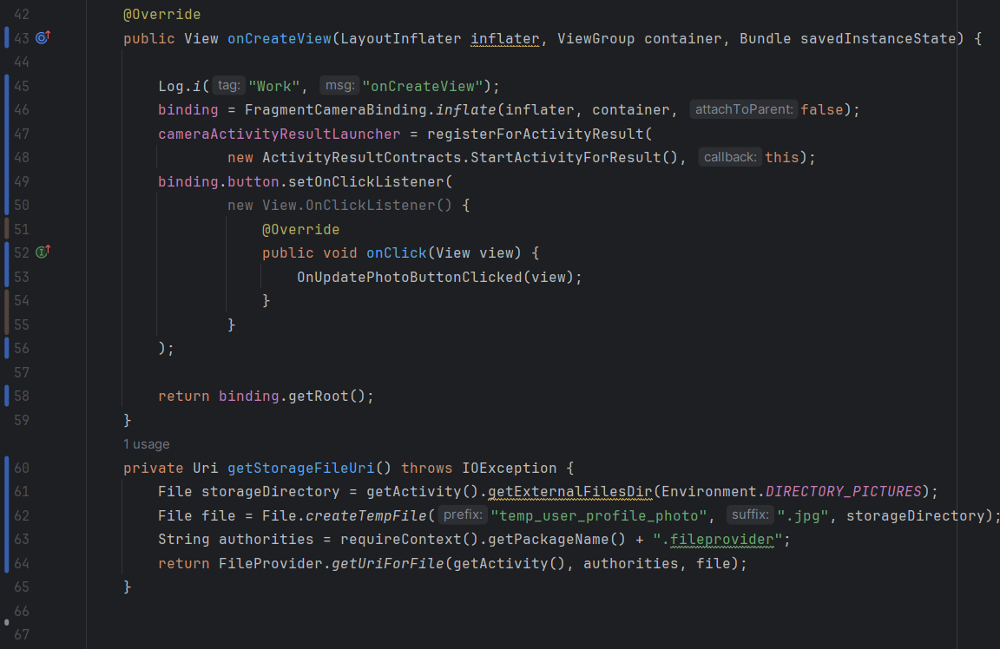 42 @Override
43 public View onCreateView(LayoutInflater inflater, ViewGroup container, Bundle savedInstanceState) {
44
45 Log.i( tag: "Work", msg: "onCreateView");
46 binding = FragmentCameraBinding.inflate(inflater, container, attachToParent: false);
47 cameraActivityResultLauncher = registerForActivityResult(
48 new ActivityResultContracts.StartActivityForResult(), callback: this);
49 binding.button.setOnClickListener(
50 new View.OnClickListener() {
51 @Override
52 public void onClick(View view) {
53 OnUpdatePhotoButtonClicked(view);
54 }
55 }
56 );
57
58 return binding.getRoot();
59 }
1 usage
60 private Uri getStorageFileUri() throws IOException {
61 File storageDirectory = getActivity().getExternalFilesDir(Environment.DIRECTORY_PICTURES);
62 File file = File.createTempFile( prefix: "temp_user_profile_photo", suffix: ".jpg", storageDirectory);
63 String authorities = requireContext().getPackageName() + ".fileprovider";
64 return FileProvider.getUriForFile(getActivity(), authorities, file);
65 }
66
67